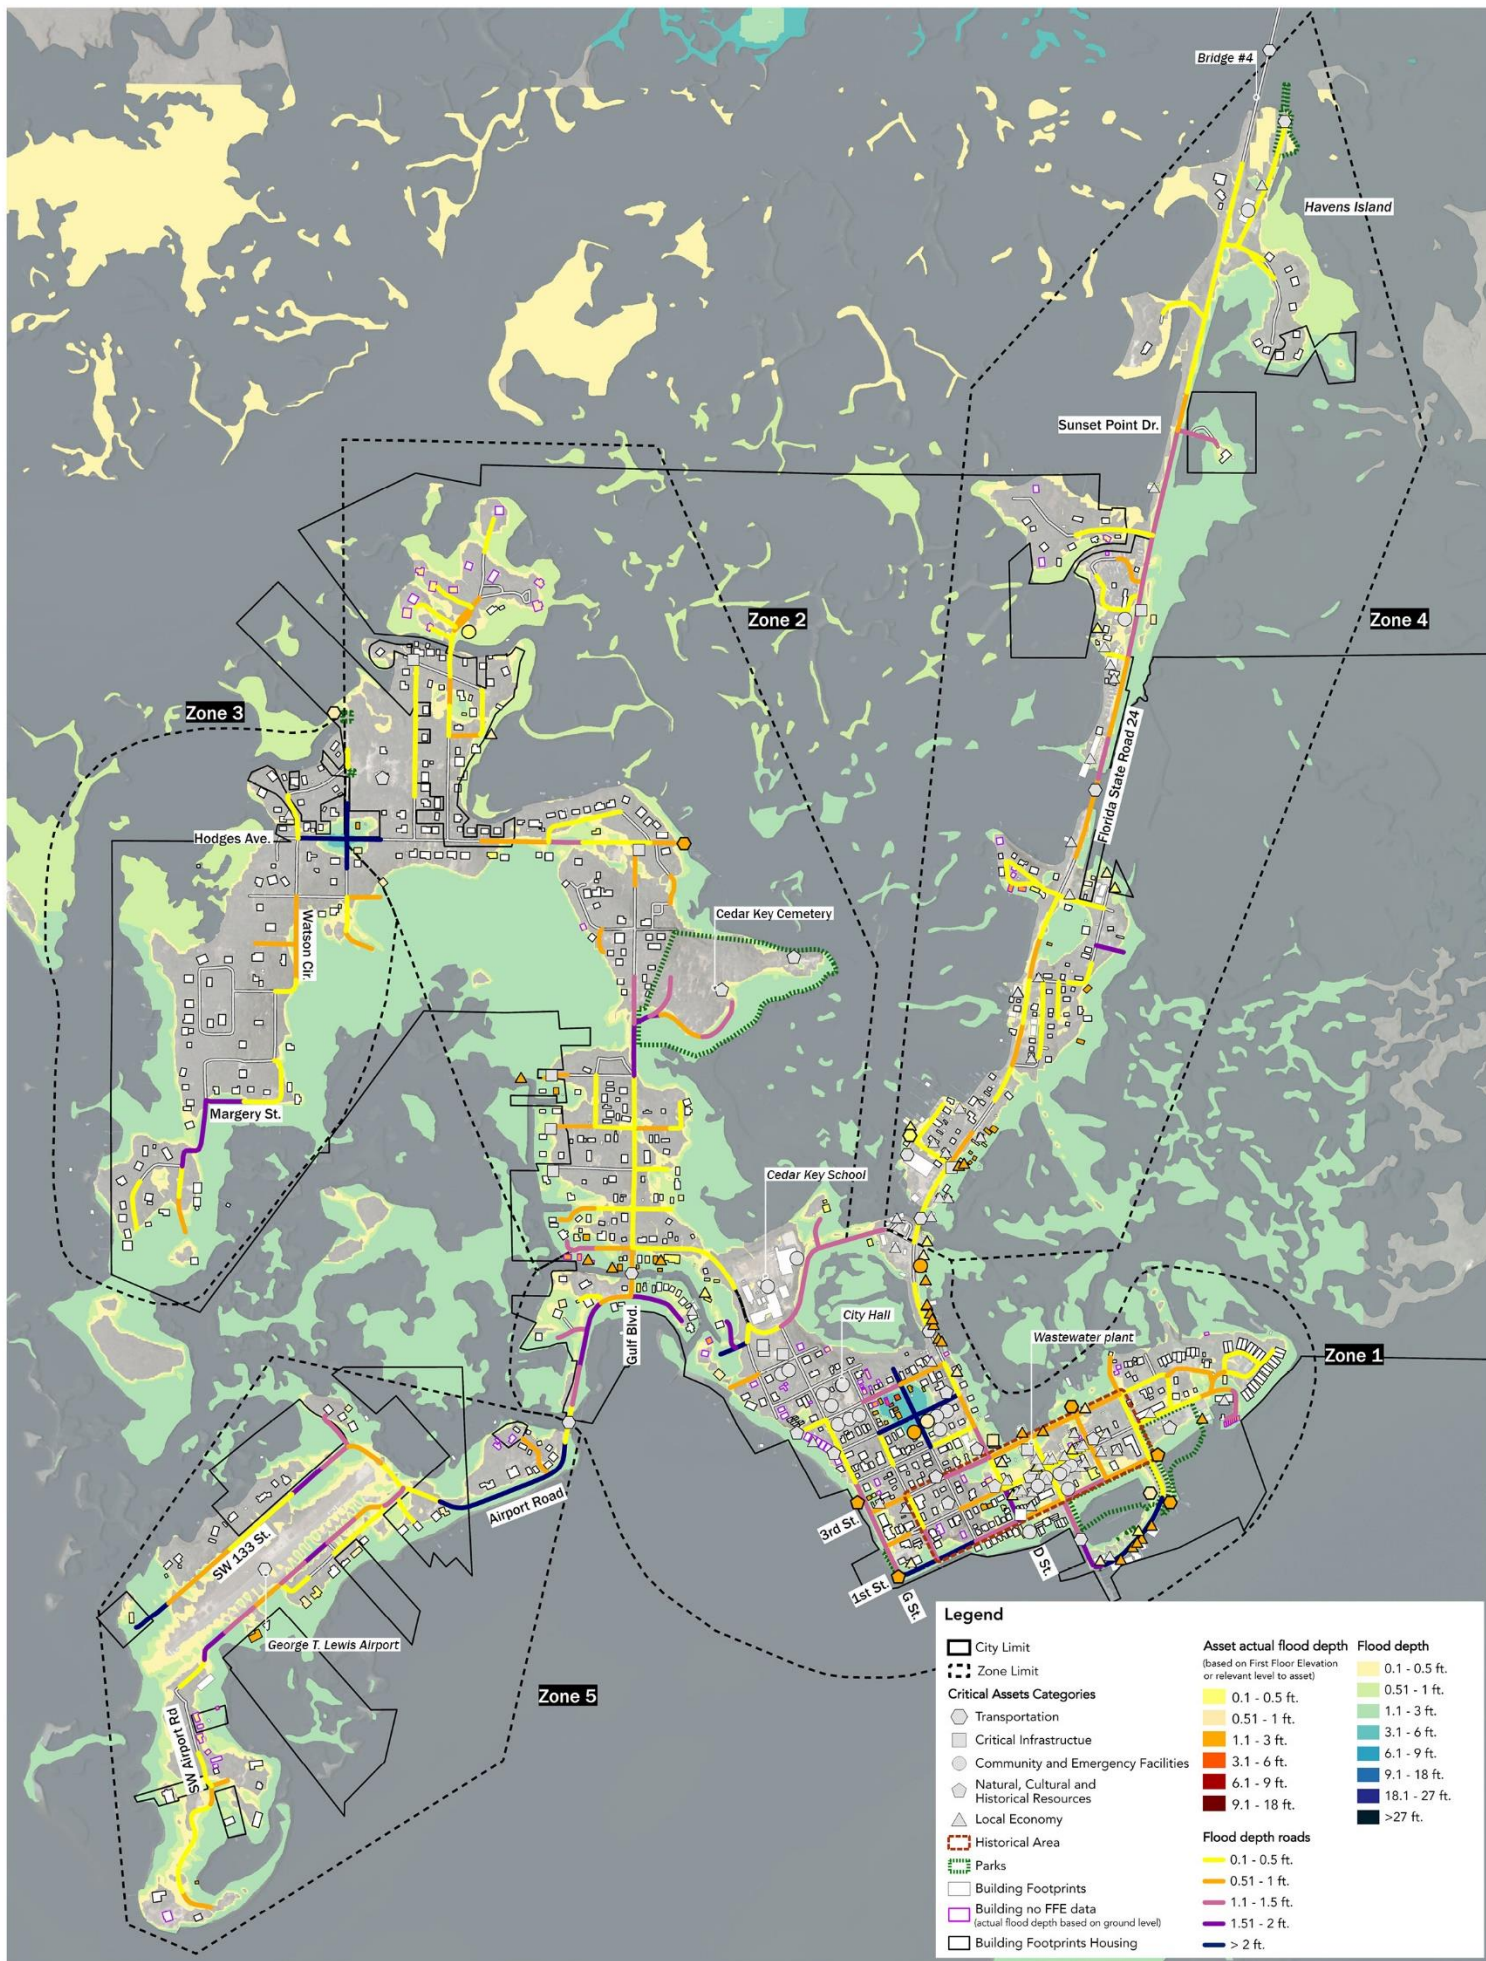 Bridge #4
Havens Island
Sunset Point Dr.
Zone 2
Zone 4
Zone 3
Florida State Road 24
Hodges Ave.
Cedar Key Cemetery
Watson Cir.
Margery St.
Cedar Key School
City Hall
Gulf Blvd.
Wastewater plant
Zone 1
Airport Road
SW 133 St.
3rd St.
D St.
1st St.
G St.
George T. Lewis Airport
Zone 5
SW Airport Rd
Legend
City Limit
Zone Limit
Critical Assets Categories
Transportation
Critical Infrastructue
Community and Emergency Facilities
Natural, Cultural and
Historical Resources
Local Economy
Historical Area
Parks
Building Footprints
Building no FFE data
(actual flood depth based on ground level)
Building Footprints Housing
Asset actual flood depth
(based on First Floor Elevation
or relevant level to asset)
0.1 - 0.5 ft.
0.51 - 1 ft.
1.1 - 3 ft.
3.1 - 6 ft.
6.1 - 9 ft.
9.1 - 18 ft.
Flood depth roads
0.1 - 0.5 ft.
0.51 - 1 ft.
1.1 - 1.5 ft.
1.51 - 2 ft.
> 2 ft.
Flood depth
0.1 - 0.5 ft.
0.51 - 1 ft.
1.1 - 3 ft.
3.1 - 6 ft.
6.1 - 9 ft.
9.1 - 18 ft.
18.1 - 27 ft.
>27 ft.